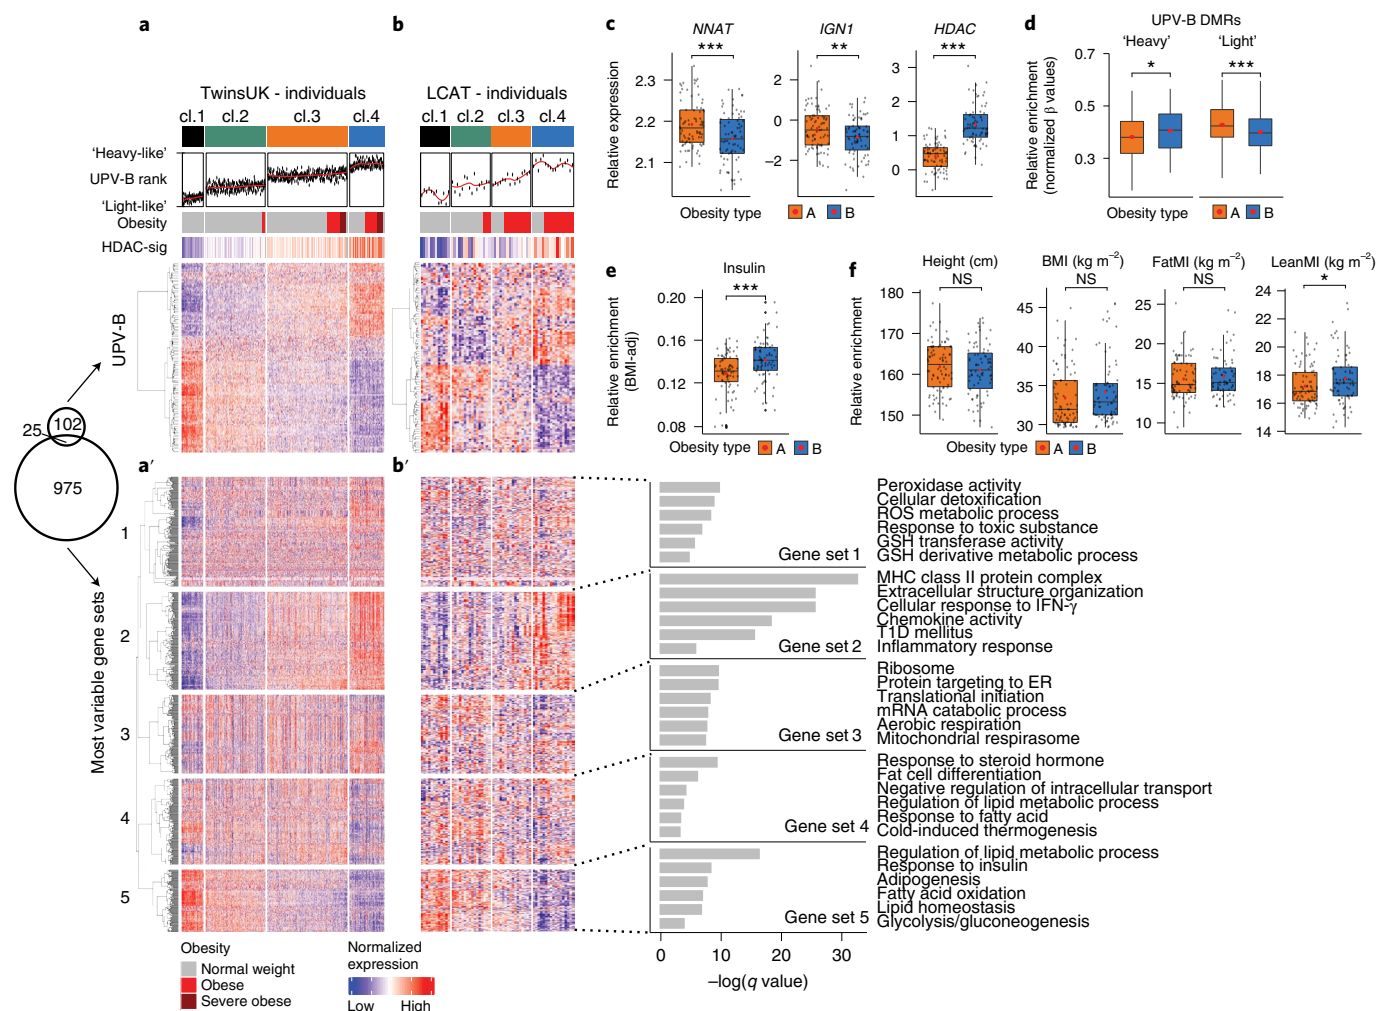 a
TwinsUK - individuals
cl.1 cl.2 cl.3 cl.4
'Heavy-like'
UPV-B rank
'Light-like'
Obesity
HDAC-sig
UPV-B
25
102
975
Most variable gene sets
a′
1
2
3
4
5
Obesity
Normal weight
Obese
Severe obese
Normalized
expression
Low High
b
LCAT - individuals
cl.1 cl.2 cl.3 cl.4
b′
c
NNAT IGN1 HDAC
*** ** ***
Relative expression
2.3
2.2
2.1
2
0
−2
3
2
1
0
Obesity type A B
d
UPV-B DMRs
'Heavy' 'Light'
* ***
Relative enrichment
(normalized β values)
0.7
0.5
0.3
A B
e
Insulin
***
Relative enrichment
(BMI-adj)
0.20
0.16
0.12
0.08
Obesity type A B
f
Height (cm) BMI (kg m−2) FatMI (kg m−2) LeanMI (kg m−2)
NS NS NS *
Relative enrichment
180
170
160
150
45
40
35
30
25
20
15
10
24
22
20
18
16
14
Obesity type A B
Peroxidase activity
Cellular detoxification
ROS metabolic process
Response to toxic substance
GSH transferase activity
GSH derivative metabolic process
Gene set 1
MHC class II protein complex
Extracellular structure organization
Cellular response to IFN-γ
Chemokine activity
T1D mellitus
Inflammatory response
Gene set 2
Ribosome
Protein targeting to ER
Translational initiation
mRNA catabolic process
Aerobic respiration
Mitochondrial respirasome
Gene set 3
Response to steroid hormone
Fat cell differentiation
Negative regulation of intracellular transport
Regulation of lipid metabolic process
Response to fatty acid
Cold-induced thermogenesis
Gene set 4
Regulation of lipid metabolic process
Response to insulin
Adipogenesis
Fatty acid oxidation
Lipid homeostasis
Glycolysis/gluconeogenesis
Gene set 5
0 10 20 30
−log(q value)